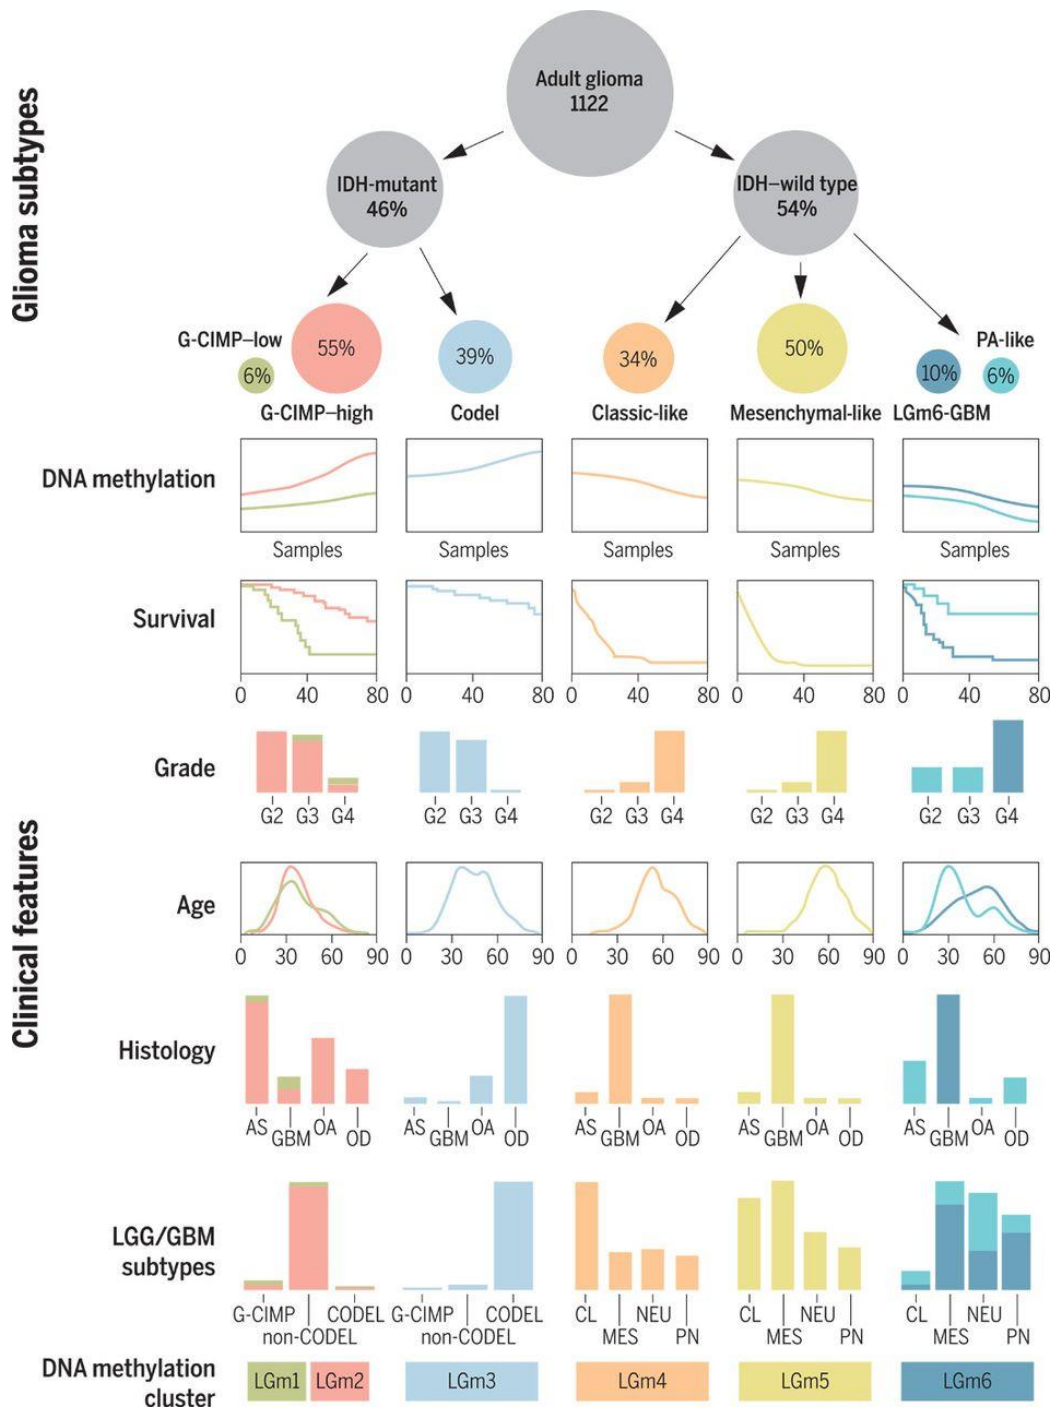 Glioma subtypes
Adult glioma
1122
IDH-mutant
46%
IDH–wild type
54%
G-CIMP–low
6%
55%
G-CIMP–high
39%
Codel
34%
Classic-like
50%
Mesenchymal-like
10%
LGm6-GBM
PA-like
6%
DNA methylation
Samples Samples Samples Samples Samples
Clinical features
Survival
0 40 80 0 40 80 0 40 80 0 40 80 0 40 80
Grade
G2 G3 G4 G2 G3 G4 G2 G3 G4 G2 G3 G4 G2 G3 G4
Age
0 30 60 90 0 30 60 90 0 30 60 90 0 30 60 90 0 30 60 90
Histology
AS GBM OA OD AS GBM OA OD AS GBM OA OD AS GBM OA OD AS GBM OA OD
LGG/GBM
subtypes
G-CIMP CODEL G-CIMP CODEL CL NEU CL NEU CL NEU
non-CODEL non-CODEL MES PN MES PN MES PN
DNA methylation
cluster
LGm1 LGm2 LGm3 LGm4 LGm5 LGm6